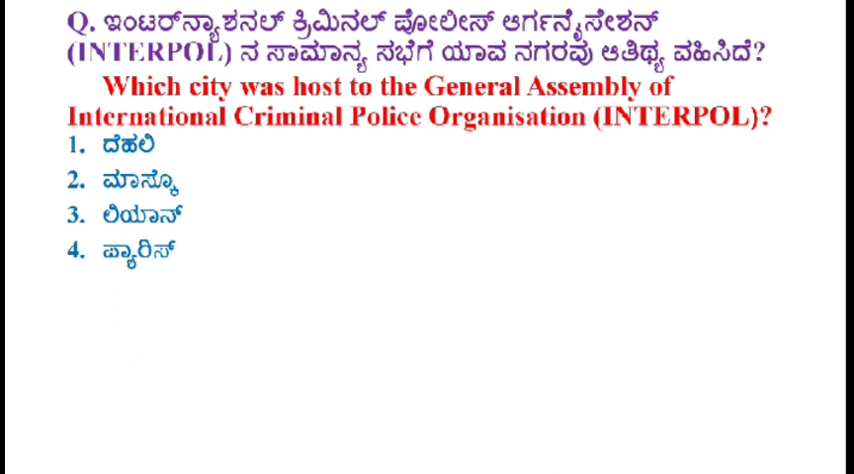 Q. ಇಂಟರ್‌ನ್ಯಾಶನಲ್ ಕ್ರಿಮಿನಲ್ ಪೋಲೀಸ್ ಆರ್ಗನೈಸೇಶನ್
(INTERPOL) ನ ಸಾಮಾನ್ಯ ಸಭೆಗೆ ಯಾವ ನಗರವು ಆತಿಥ್ಯ ವಹಿಸಿದೆ?
Which city was host to the General Assembly of
International Criminal Police Organisation (INTERPOL)?
1. ದೆಹಲಿ
2. ಮಾಸ್ಕೊ
3. ಲಿಯಾನ್
4. ಪ್ಯಾರಿಸ್